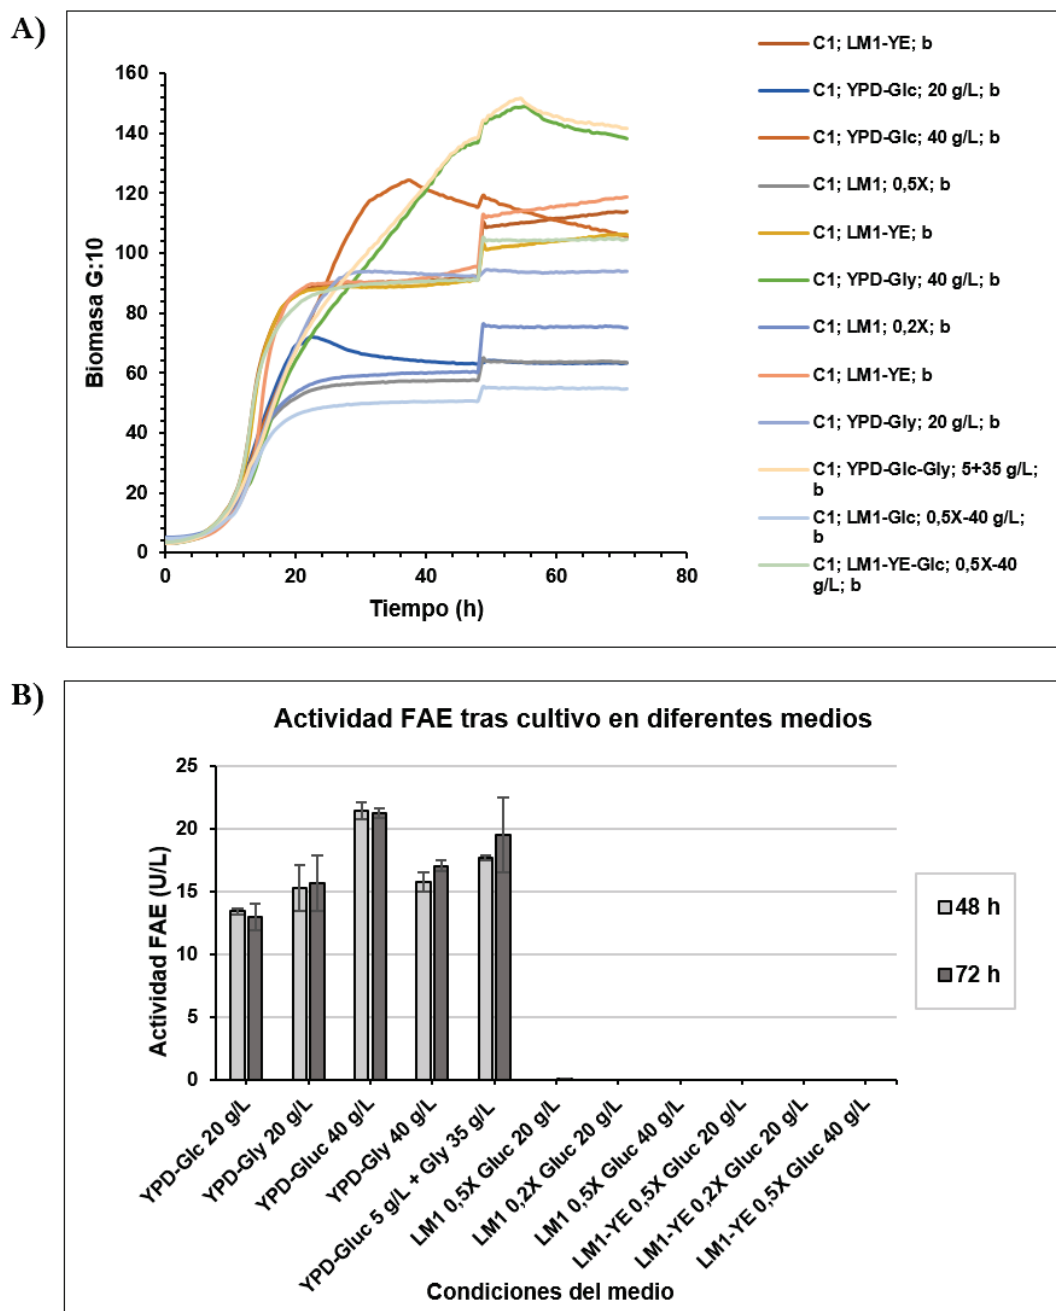 A)
160
140
120
100
80
60
40
20
0
Biomasa G:10
0
20
40
60
80
Tiempo (h)
C1; LM1-YE; b
C1; YPD-Glc; 20 g/L; b
C1; YPD-Glc; 40 g/L; b
C1; LM1; 0,5X; b
C1; LM1-YE; b
C1; YPD-Gly; 40 g/L; b
C1; LM1; 0,2X; b
C1; LM1-YE; b
C1; YPD-Gly; 20 g/L; b
C1; YPD-Glc-Gly; 5+35 g/L;
b
C1; LM1-Glc; 0,5X-40 g/L;
b
C1; LM1-YE-Glc; 0,5X-40
g/L; b
B)
Actividad FAE tras cultivo en diferentes medios
25
20
15
10
5
0
Actividad FAE (U/L)
YPD-Glc 20 g/L
YPD-Gly 20 g/L
YPD-Gluc 40 g/L
YPD-Gly 40 g/L
YPD-Gluc 5 g/L + Gly 35 g/L
LM1 0,5X Gluc 20 g/L
LM1 0,2X Gluc 20 g/L
LM1 0,5X Gluc 40 g/L
LM1-YE 0,5X Gluc 20 g/L
LM1-YE 0,2X Gluc 20 g/L
LM1-YE 0,5X Gluc 40 g/L
Condiciones del medio
48 h
72 h